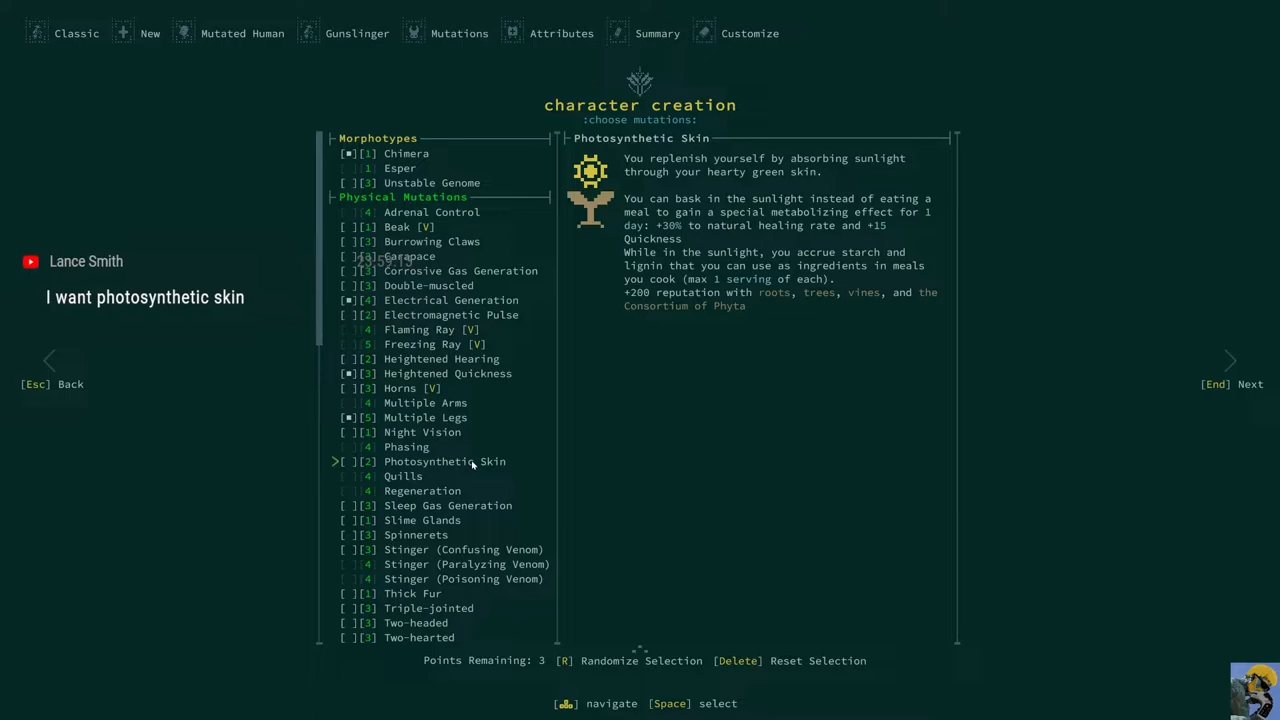 Classic New Mutated Human Gunslinger Mutations Attributes Summary Customize
character creation
:choose mutations:
Morphotypes
[■][1] Chimera
[ ] 1] Esper
[ ][3] Unstable Genome
Physical Mutations
[ ] 4] Adrenal Control
[ ][1] Beak [V]
[ ][3] Burrowing Claws
[ ][3] Carapace
[ ][3] Corrosive Gas Generation
[ ][3] Double-muscled
[■][4] Electrical Generation
[ ][2] Electromagnetic Pulse
[ ] 4] Flaming Ray [V]
[ ] 5] Freezing Ray [V]
[ ][2] Heightened Hearing
[■][3] Heightened Quickness
[ ][3] Horns [V]
[ ] 4] Multiple Arms
[■][5] Multiple Legs
[ ][1] Night Vision
[ ] 4] Phasing
>[ ][2] Photosynthetic Skin
[ ] 4] Quills
[ ] 4] Regeneration
[ ][3] Sleep Gas Generation
[ ][1] Slime Glands
[ ][3] Spinnerets
[ ][3] Stinger (Confusing Venom)
[ ] 4] Stinger (Paralyzing Venom)
[ ] 4] Stinger (Poisoning Venom)
[ ][1] Thick Fur
[ ][3] Triple-jointed
[ ][3] Two-headed
[ ][3] Two-hearted
Photosynthetic Skin
You replenish yourself by absorbing sunlight
through your hearty green skin.
You can bask in the sunlight instead of eating a
meal to gain a special metabolizing effect for 1
day: +30% to natural healing rate and +15
Quickness
While in the sunlight, you accrue starch and
lignin that you can use as ingredients in meals
you cook (max 1 serving of each).
+200 reputation with roots, trees, vines, and the
Consortium of Phyta
Lance Smith
I want photosynthetic skin
[Esc] Back
[End] Next
Points Remaining: 3 [R] Randomize Selection [Delete] Reset Selection
navigate [Space] select